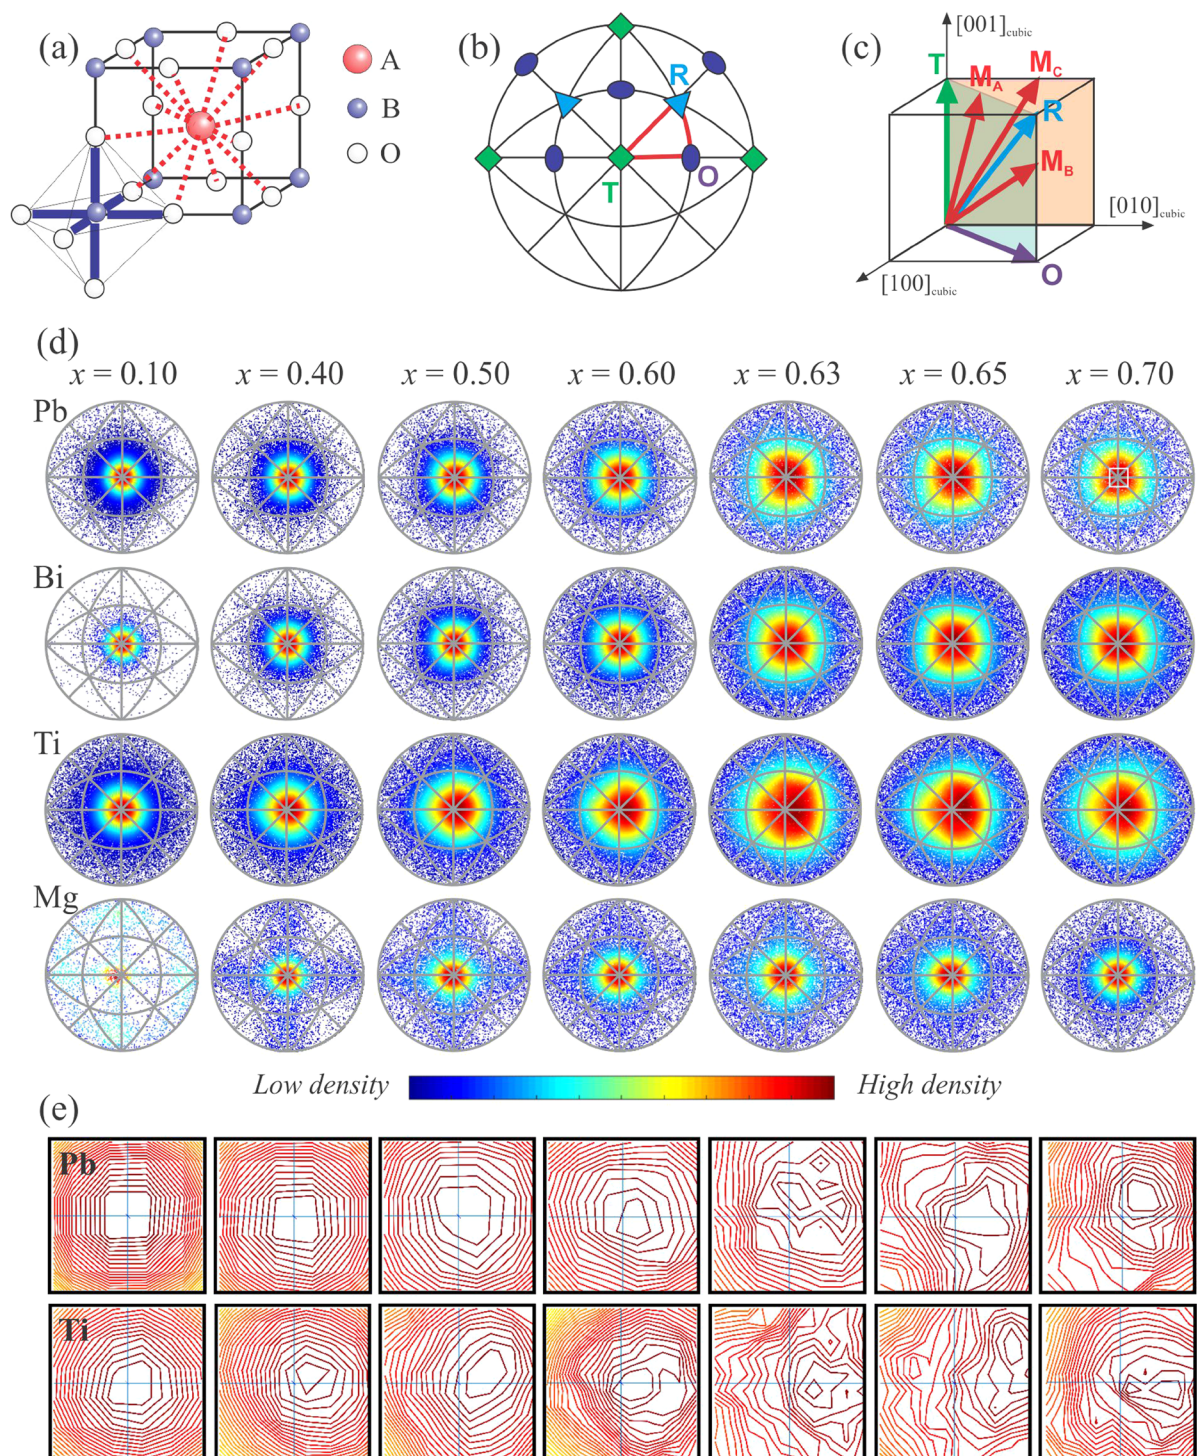 (a)
A
B
O
(b)
R
T
O
(c)
[001]cubic
T
MA
MC
R
MB
[010]cubic
[100]cubic
O
(d)
x = 0.10 x = 0.40 x = 0.50 x = 0.60 x = 0.63 x = 0.65 x = 0.70
Pb
Bi
Ti
Mg
Low density High density
(e)
Pb
Ti